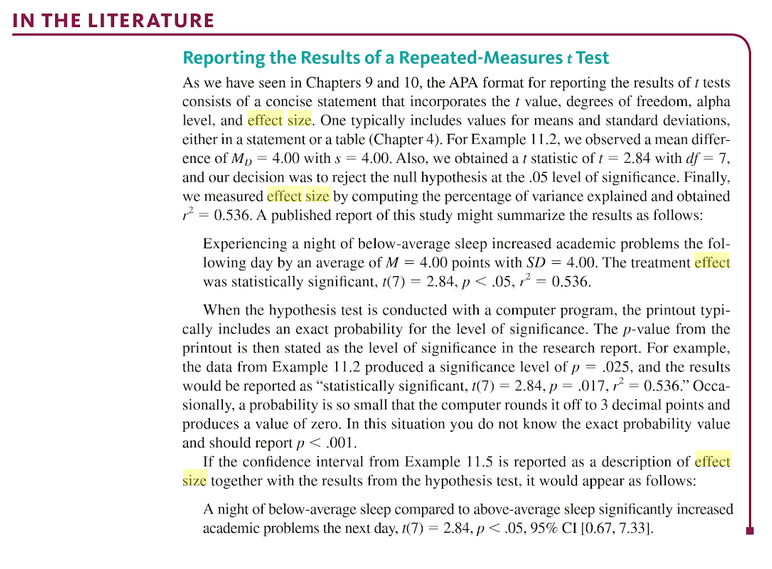 IN THE LITERATURE
Reporting the Results of a Repeated-Measures t Test
As we have seen in Chapters 9 and 10, the APA format for reporting the results of t tests
consists of a concise statement that incorporates the t value, degrees of freedom, alpha
level, and effect size. One typically includes values for means and standard deviations,
either in a statement or a table (Chapter 4). For Example 11.2, we observed a mean differ-
ence of M_D = 4.00 with s = 4.00. Also, we obtained a t statistic of t = 2.84 with df = 7,
and our decision was to reject the null hypothesis at the .05 level of significance. Finally,
we measured effect size by computing the percentage of variance explained and obtained
r² = 0.536. A published report of this study might summarize the results as follows:
Experiencing a night of below-average sleep increased academic problems the fol-
lowing day by an average of M = 4.00 points with SD = 4.00. The treatment effect
was statistically significant, t(7) = 2.84, p < .05, r² = 0.536.
When the hypothesis test is conducted with a computer program, the printout typi-
cally includes an exact probability for the level of significance. The p-value from the
printout is then stated as the level of significance in the research report. For example,
the data from Example 11.2 produced a significance level of p = .025, and the results
would be reported as “statistically significant, t(7) = 2.84, p = .017, r² = 0.536.” Occa-
sionally, a probability is so small that the computer rounds it off to 3 decimal points and
produces a value of zero. In this situation you do not know the exact probability value
and should report p < .001.
If the confidence interval from Example 11.5 is reported as a description of effect
size together with the results from the hypothesis test, it would appear as follows:
A night of below-average sleep compared to above-average sleep significantly increased
academic problems the next day, t(7) = 2.84, p < .05, 95% CI [0.67, 7.33].